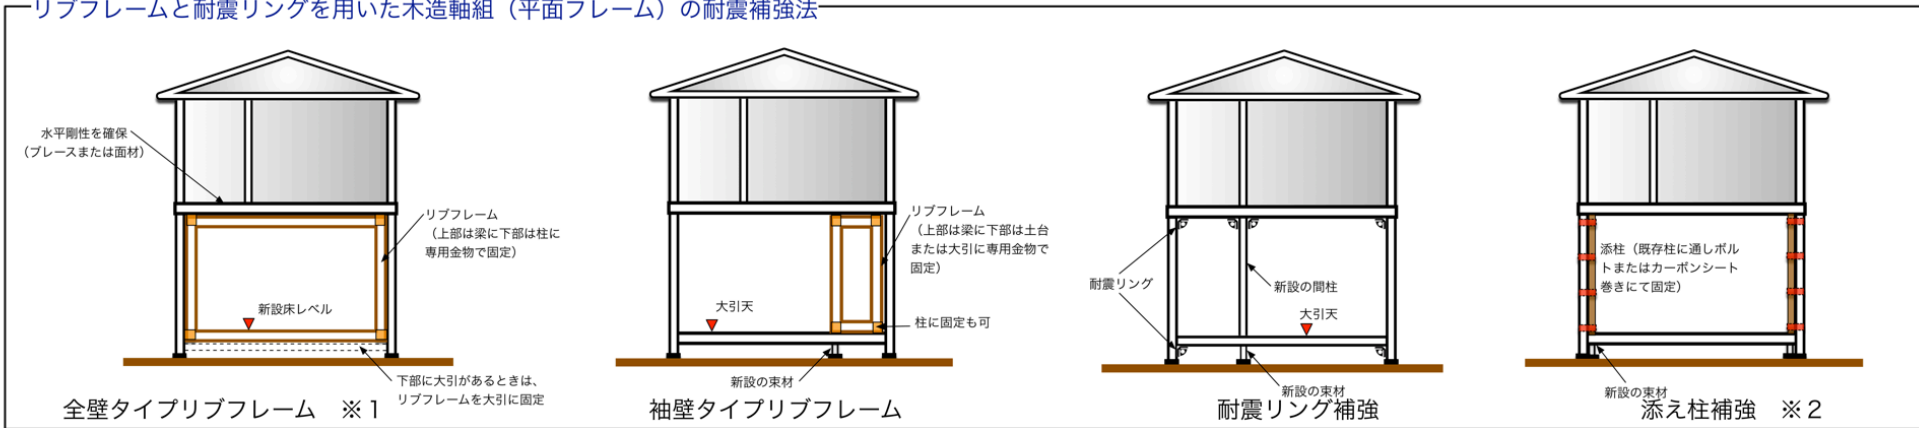 リブフレームと耐震リングを用いた木造軸組（平面フレーム）の耐震補強法
水平剛性を確保
（ブレースまたは面材）
リブフレーム
（上部は梁に下部は柱に
専用金物で固定）
新設床レベル
下部に大引があるときは、
リブフレームを大引に固定
全壁タイプリブフレーム　※１
リブフレーム
（上部は梁に下部は土台
または大引に専用金物で
固定）
大引天
柱に固定も可
新設の束材
袖壁タイプリブフレーム
耐震リング
新設の間柱
大引天
新設の束材
耐震リング補強
添柱（既存柱に通しボル
トまたはカーボンシート
巻きにて固定）
新設の束材
添え柱補強　※２